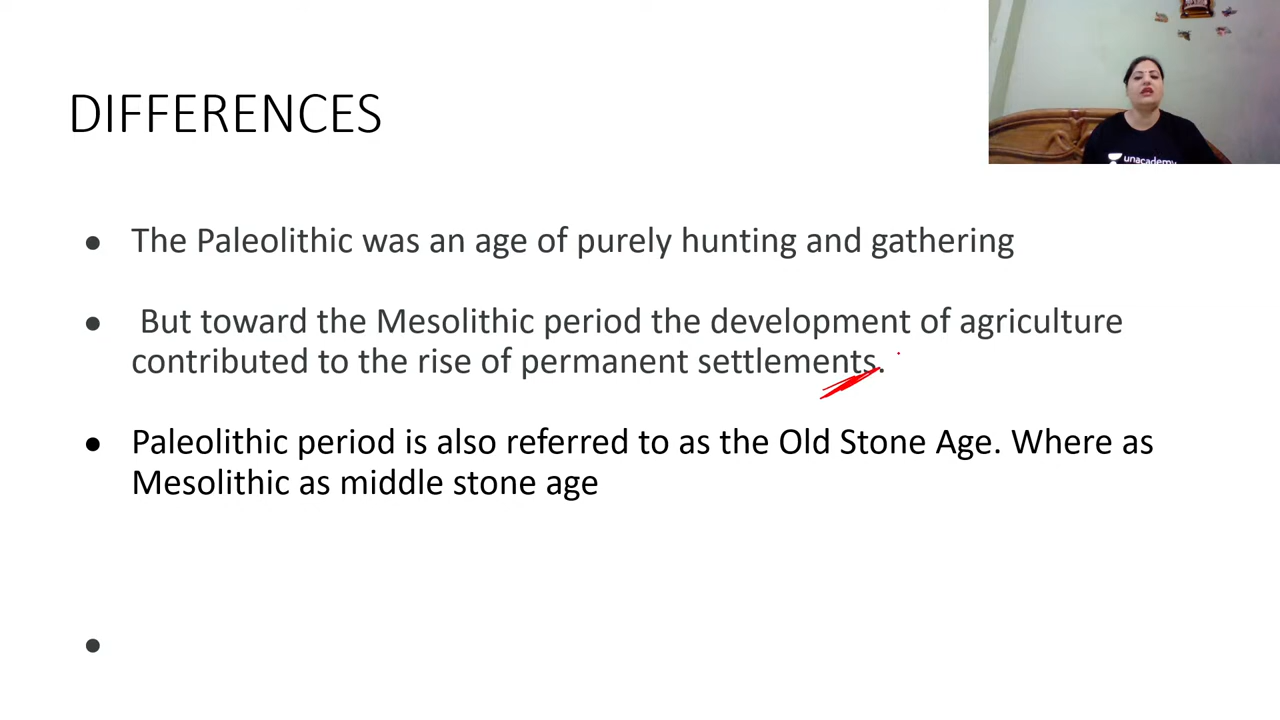 DIFFERENCES
unacademy
● The Paleolithic was an age of purely hunting and gathering
● But toward the Mesolithic period the development of agriculture
contributed to the rise of permanent settlements.
● Paleolithic period is also referred to as the Old Stone Age. Where as
Mesolithic as middle stone age
●